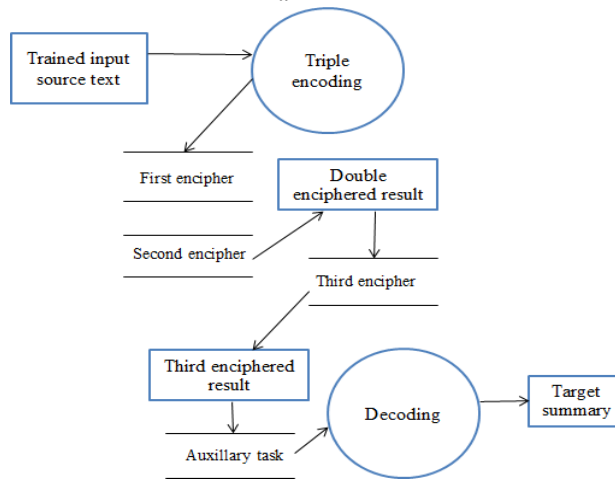 Trained input
source text
Triple
encoding
First encipher
Double
enciphered result
Second encipher
Third encipher
Third enciphered
result
Decoding
Target
summary
Auxillary task